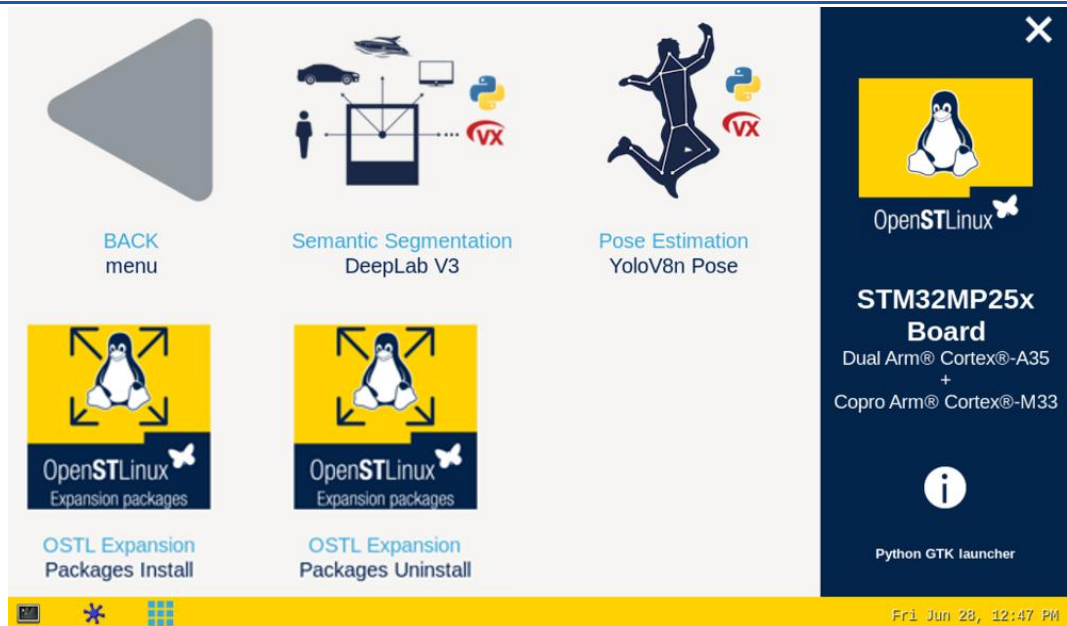 VX
VX
BACK
menu
Semantic Segmentation
DeepLab V3
Pose Estimation
YoloV8n Pose
OpenSTLinux
Expansion packages
OSTL Expansion
Packages Install
OpenSTLinux
Expansion packages
OSTL Expansion
Packages Uninstall
OpenSTLinux
STM32MP25x
Board
Dual Arm® Cortex®-A35
+
Copro Arm® Cortex®-M33
i
Python GTK launcher
Fri Jun 28, 12:47 PM